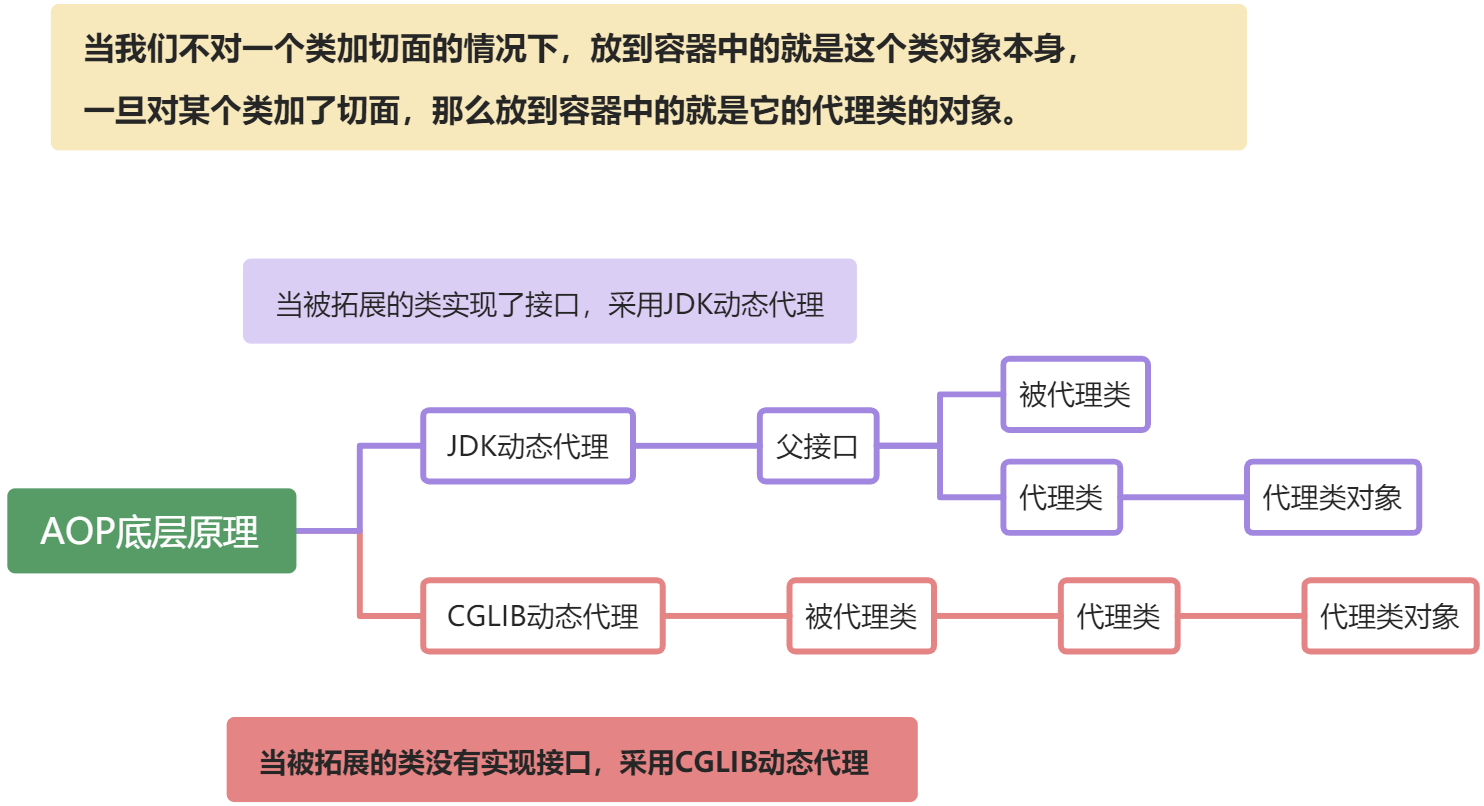 当我们不对一个类加切面的情况下，放到容器中的就是这个类对象本身，
一旦对某个类加了切面，那么放到容器中的就是它的代理类的对象。
当被拓展的类实现了接口，采用JDK动态代理
被代理类
JDK动态代理
父接口
代理类
代理类对象
AOP底层原理
CGLIB动态代理
被代理类
代理类
代理类对象
当被拓展的类没有实现接口，采用CGLIB动态代理